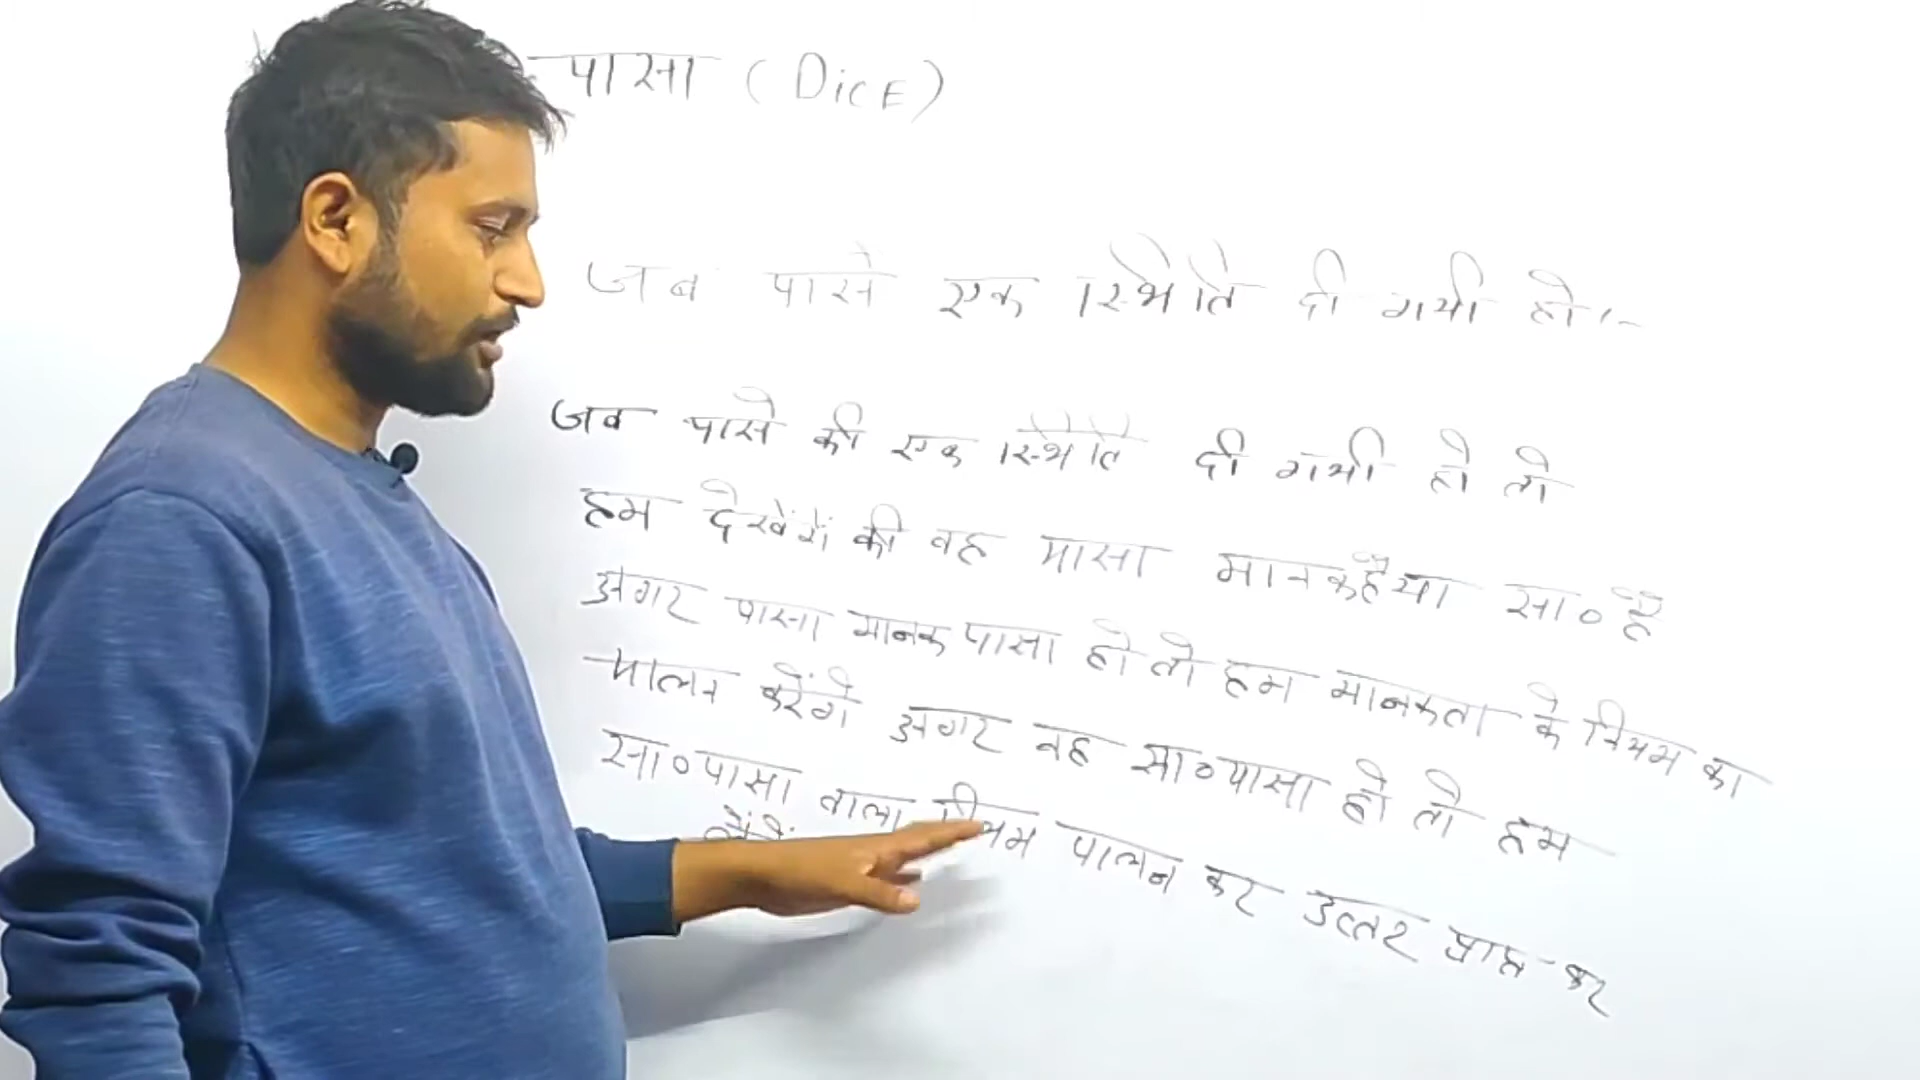 पासा (DicE)
जब पासे एक स्थिति दी गयी हो :-
जब पासे की एक स्थिति दी गयी हो तो
हम देखेंगें की वह पासा मानक है या सा० है
अगर पासा मानक पासा हो तो हम मानकता के नियम का
पालन करेंगे अगर वह सा० पासा हो तो हम
सा० पासा वाला नियम पालन कर उत्तर प्राप्त कर